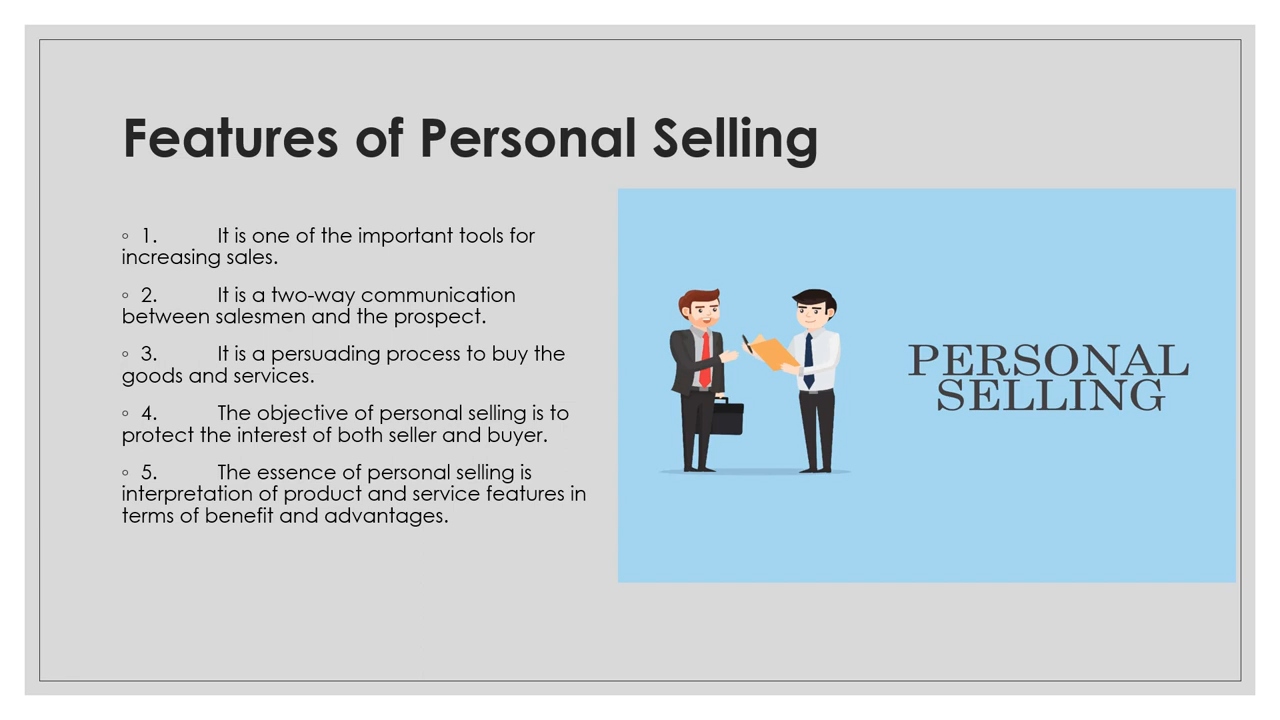 Features of Personal Selling
◦ 1. It is one of the important tools for
increasing sales.
◦ 2. It is a two-way communication
between salesmen and the prospect.
◦ 3. It is a persuading process to buy the
goods and services.
◦ 4. The objective of personal selling is to
protect the interest of both seller and buyer.
◦ 5. The essence of personal selling is
interpretation of product and service features in
terms of benefit and advantages.
PERSONAL
SELLING